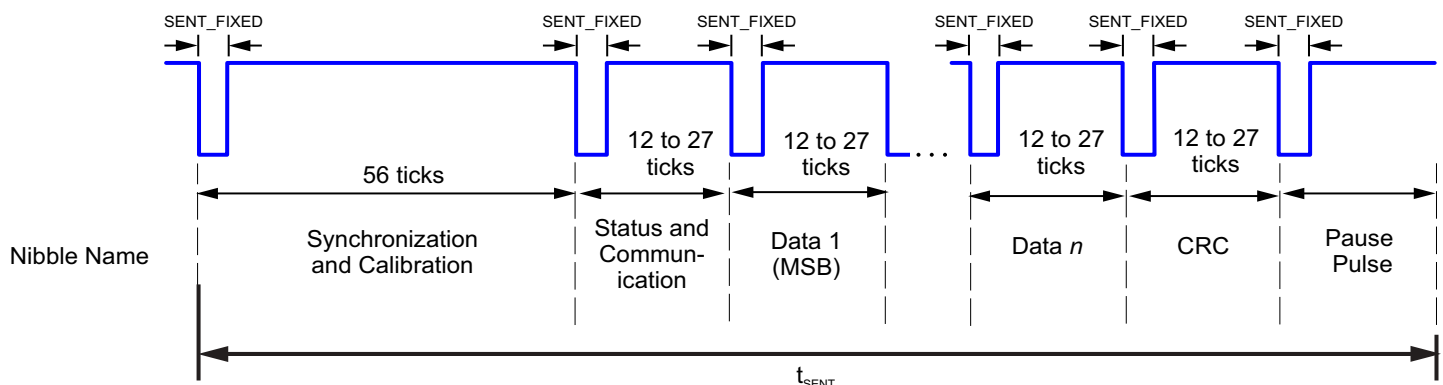 SENT_FIXED SENT_FIXED SENT_FIXED SENT_FIXED SENT_FIXED SENT_FIXED
56 ticks
12 to 27
ticks
12 to 27
ticks
...
12 to 27
ticks
12 to 27
ticks
Nibble Name
Synchronization
and Calibration
Status and
Commun-
ication
Data 1
(MSB)
Data n
CRC
Pause
Pulse
tSENT